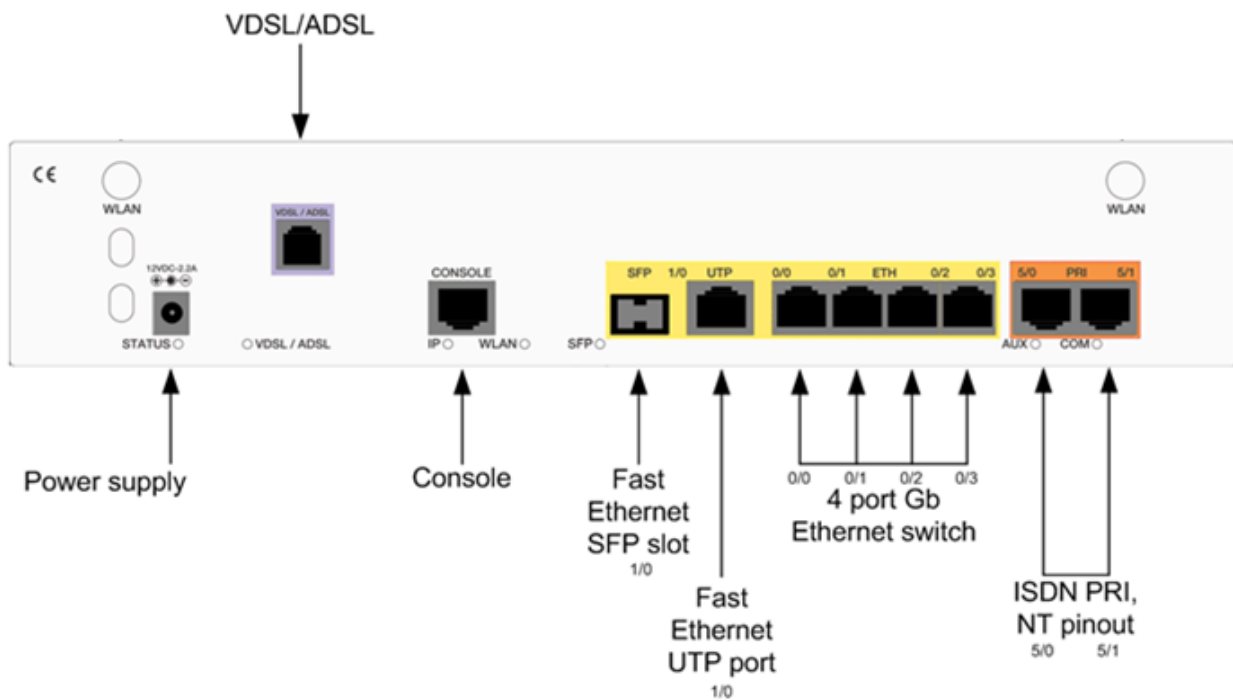 VDSL/ADSL
CE
WLAN
WLAN
VDSL / ADSL
12VDC-2.2A
CONSOLE
SFP 1/0 UTP
0/0 0/1 ETH 0/2 0/3
5/0 PRI 5/1
STATUS
VDSL / ADSL
IP
WLAN
SFP
AUX
COM
Power supply
Console
Fast
Ethernet
SFP slot
1/0
Fast
Ethernet
UTP port
1/0
0/0 0/1 0/2 0/3
4 port Gb
Ethernet switch
ISDN PRI,
NT pinout
5/0 5/1